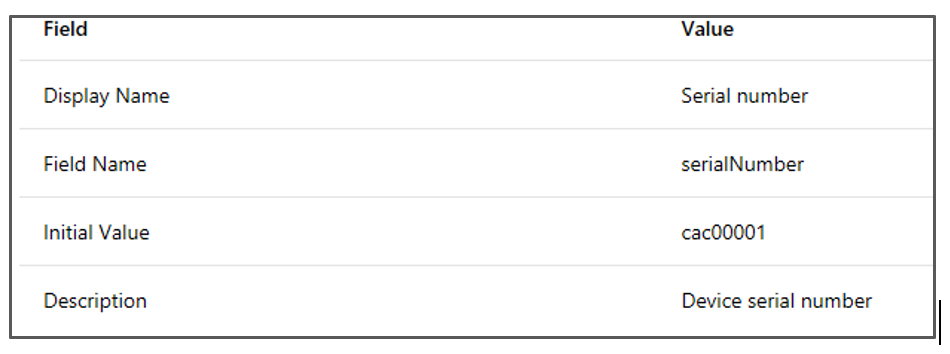 Field Value
Display Name Serial number
Field Name serialNumber
Initial Value cac00001
Description Device serial number